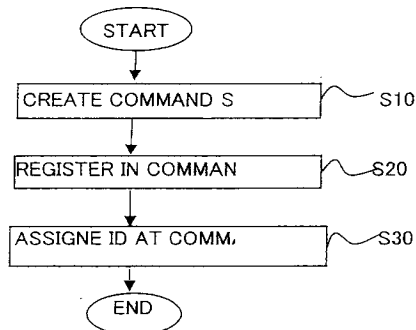 START
CREATE COMMAND S
S10
REGISTER IN COMMAN
S20
ASSIGNE ID AT COMM
S30
END